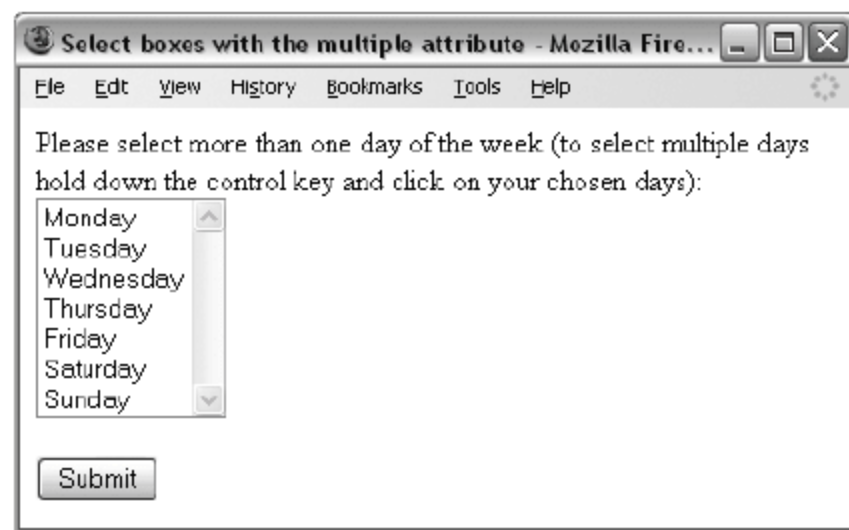 Select boxes with the multiple attribute - Mozilla Fire...
File Edit View History Bookmarks Tools Help
Please select more than one day of the week (to select multiple days
hold down the control key and click on your chosen days):
Monday
Tuesday
Wednesday
Thursday
Friday
Saturday
Sunday
Submit